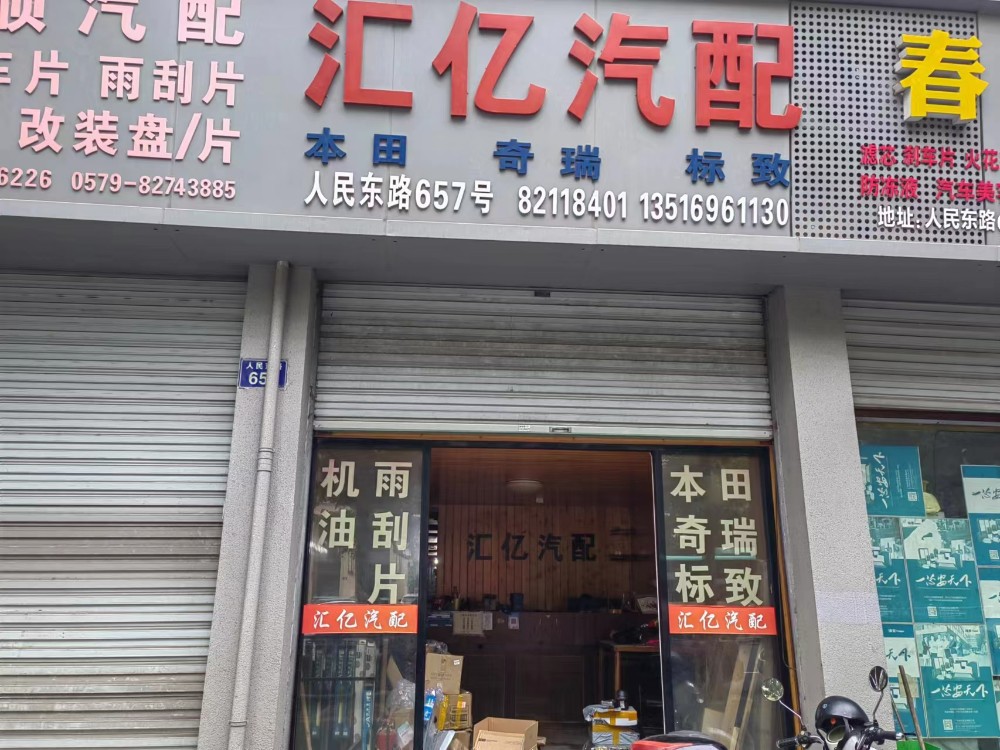 顺汽配
车片 雨刮片
改装盘/片
6226 0579-82743885
汇亿汽配
本田 奇瑞 标致
人民东路657号 82118401 13516961130
春
滤芯 刹车片 火花
防冻液 汽车美
地址:人民东路6
人民
65
机油
雨刮片
汇亿汽配
汇亿汽配
本田
奇瑞
标致
汇亿汽配